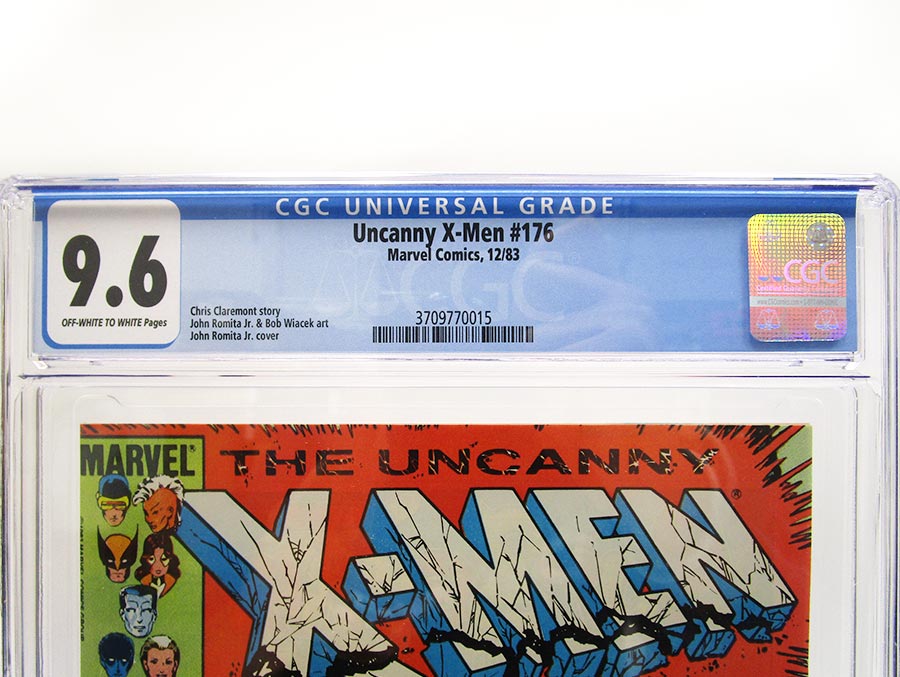 CGC UNIVERSAL GRADE
9.6
OFF-WHITE TO WHITE Pages
Uncanny X-Men #176
Marvel Comics, 12/83
CGC
Chris Claremont story
John Romita Jr. & Bob Wiacek art
John Romita Jr. cover
3709770015
CGC
MARVEL
THE UNCANNY
X-MEN®